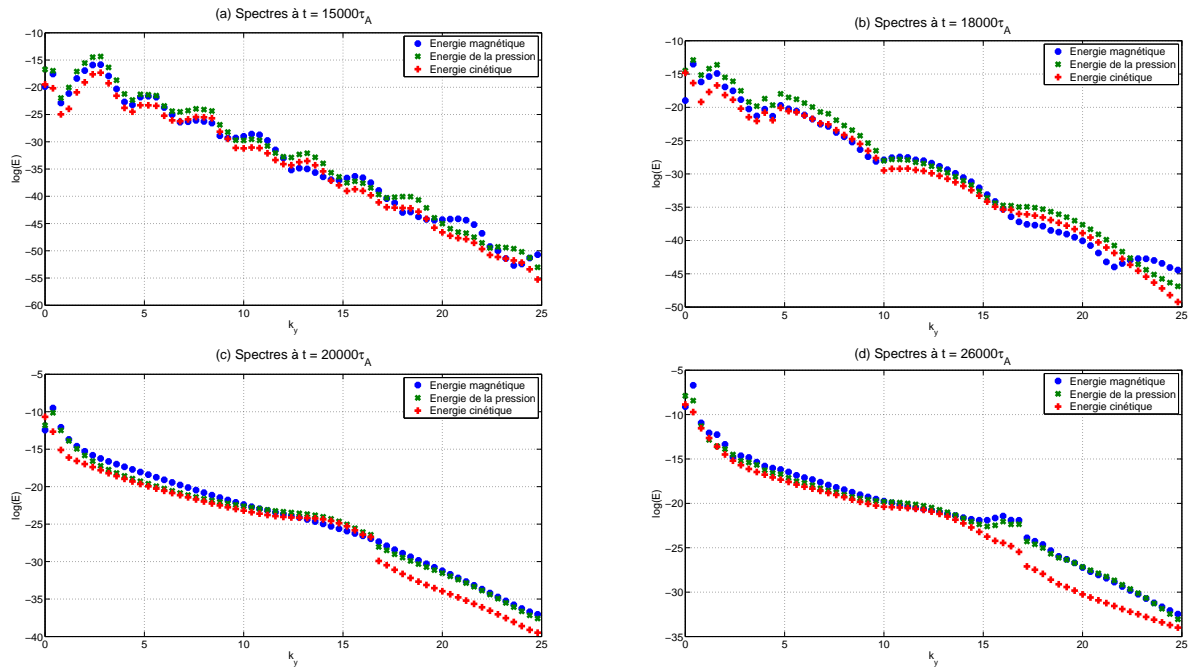 (a) Spectres à t = 15000τA
Energie magnétique
Energie de la pression
Energie cinétique
log(E)
−10
−15
−20
−25
−30
−35
−40
−45
−50
−55
−60
0 5 10 15 20 25
ky
(b) Spectres à t = 18000τA
Energie magnétique
Energie de la pression
Energie cinétique
log(E)
−10
−15
−20
−25
−30
−35
−40
−45
−50
0 5 10 15 20 25
ky
(c) Spectres à t = 20000τA
Energie magnétique
Energie de la pression
Energie cinétique
log(E)
−5
−10
−15
−20
−25
−30
−35
−40
0 5 10 15 20 25
ky
(d) Spectres à t = 26000τA
Energie magnétique
Energie de la pression
Energie cinétique
log(E)
−5
−10
−15
−20
−25
−30
−35
0 5 10 15 20 25
ky